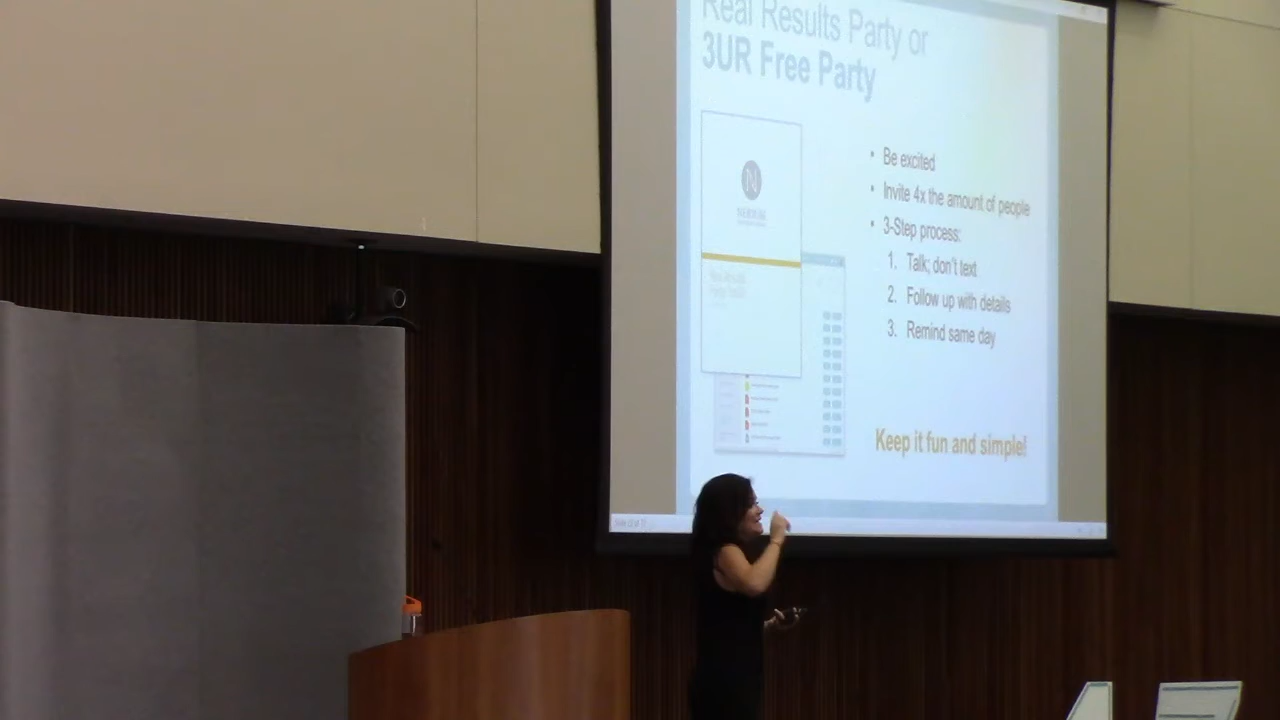 Real Results Party or
3UR Free Party
• Be excited
• Invite 4x the amount of people
• 3-Step process:
1. Talk; don't text
2. Follow up with details
3. Remind same day
N
NERIUM
Keep it fun and simple!